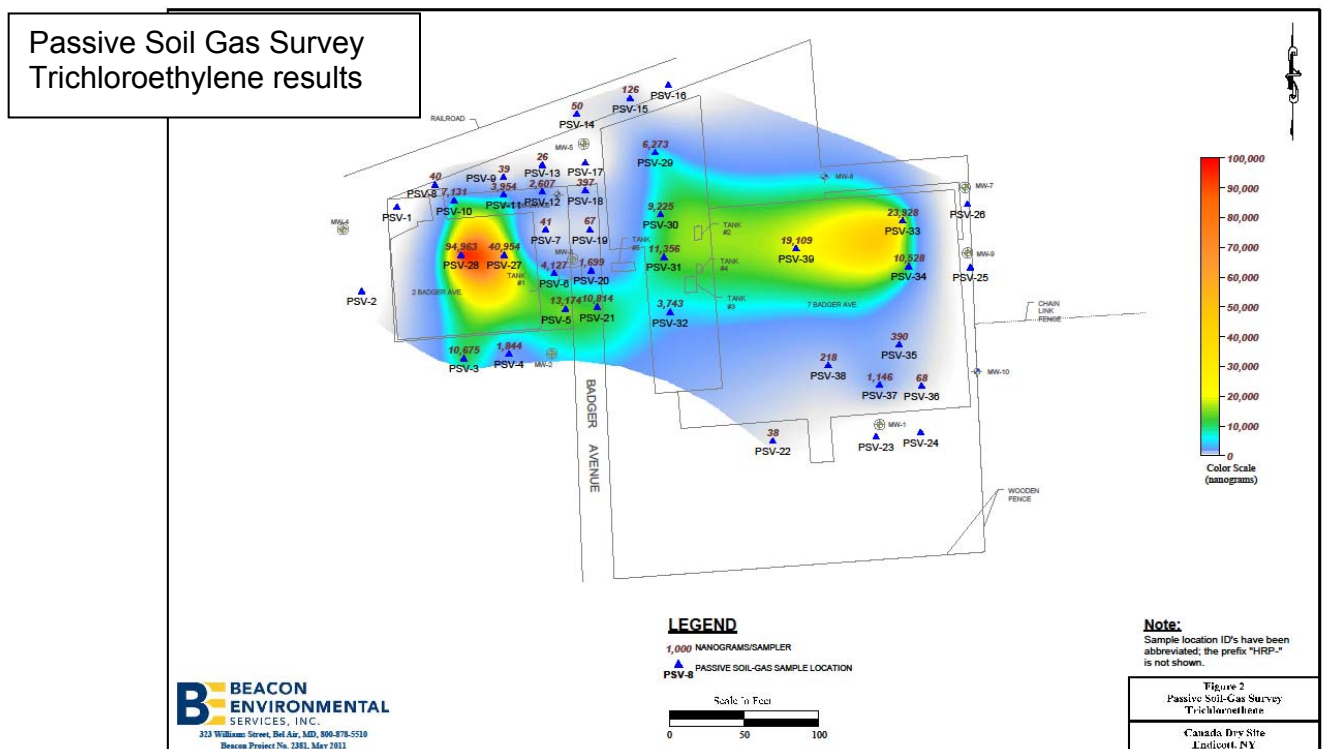 Passive Soil Gas Survey
Trichloroethylene results
RAILROAD
126
PSV-15
PSV-16
50
PSV-14
MW-5
26
PSV-13
PSV-17
6,273
PSV-29
39
PSV-9
40
PSV-8
7,131
PSV-10
3,954
PSV-11
2,607
PSV-12
397
PSV-18
MW-8
MW-7
PSV-1
MW-4
PSV-26
9,225
PSV-30
23,928
PSV-33
41
PSV-7
67
PSV-19
TANK
#2
94,963
PSV-28
40,954
PSV-27
19,109
PSV-39
11,356
PSV-31
MW-9
4,127
PSV-6
1,699
PSV-20
TANK
#4
10,528
PSV-34
PSV-25
TANK
#1
PSV-2
2 BADGER AVE.
13,174
PSV-5
10,814
PSV-21
3,743
PSV-32
TANK
#3
7 BADGER AVE.
CHAIN
LINK
FENCE
10,675
PSV-3
1,844
PSV-4
MW-2
390
PSV-35
218
PSV-38
1,146
PSV-37
68
PSV-36
MW-10
BADGER AVENUE
38
PSV-22
MW-1
PSV-23
PSV-24
WOODEN
FENCE
100,000
90,000
80,000
70,000
60,000
50,000
40,000
30,000
20,000
10,000
0
Color Scale
(nanograms)
LEGEND
1,000 NANOGRAMS/SAMPLER
PSV-8 PASSIVE SOIL-GAS SAMPLE LOCATION
Scale In Feet
0 50 100
Note:
Sample location ID's have been
abbreviated; the prefix "HRP-"
is not shown.
BEACON
ENVIRONMENTAL
SERVICES, INC.
323 Williams Street, Bel Air, MD, 800-878-5510
Beacon Project No. 2381, May 2011
Figure 2
Passive Soil-Gas Survey
Trichloroethene
Canada Dry Site
Endicott, NY